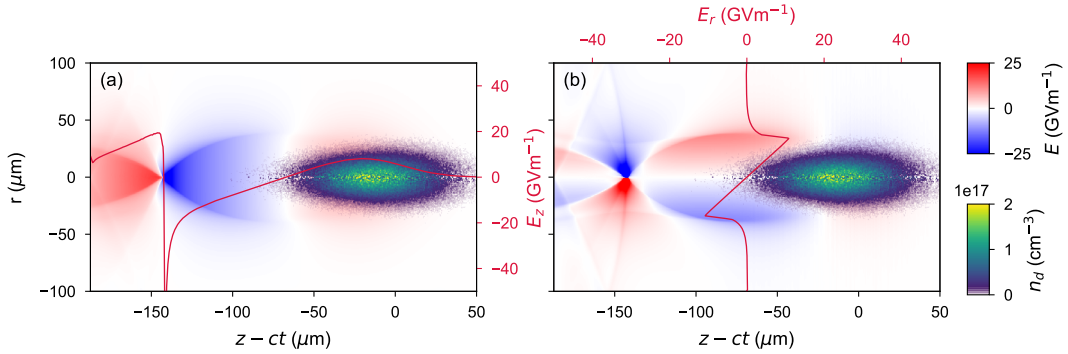 E_r (GVm⁻¹)
−40 −20 0 20 40
(a)
(b)
100
50
0
−50
−100
r (μm)
40
20
0
−20
−40
E_z (GVm⁻¹)
−150 −100 −50 0 50
z − ct (μm)
−150 −100 −50 0 50
z − ct (μm)
25
0
−25
E (GVm⁻¹)
1e17
2
1
0
n_d (cm⁻³)